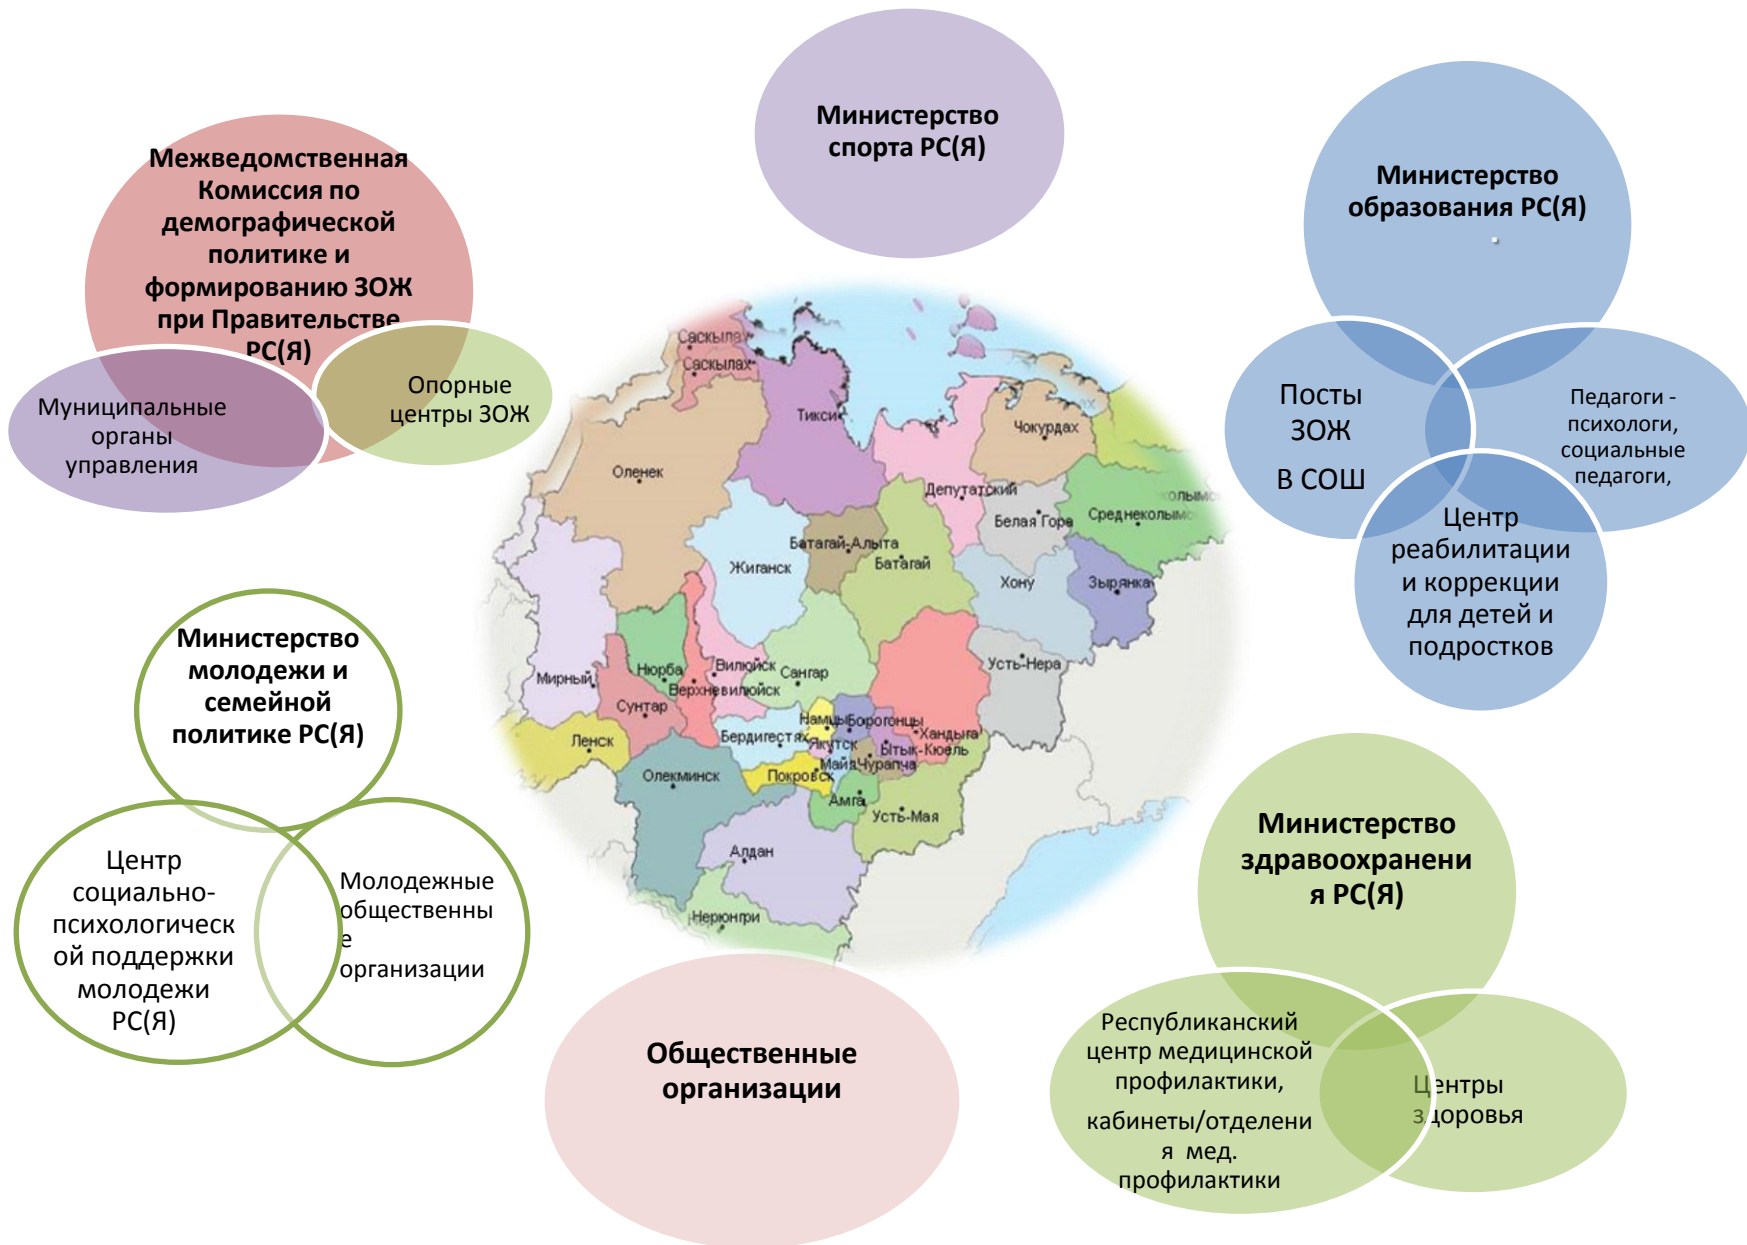 Министерство
спорта РС(Я)
Межведомственная
Комиссия по
демографической
политике и
формированию ЗОЖ
при Правительстве
РС(Я)
Муниципальные
органы
управления
Опорные
центры ЗОЖ
Министерство
образования РС(Я)
.
Посты
ЗОЖ
В СОШ
Педагоги -
психологи,
социальные
педагоги,
Центр
реабилитации
и коррекции
для детей и
подростков
Министерство
молодежи и
семейной
политике РС(Я)
Центр
социально-
психологическ
ой поддержки
молодежи
РС(Я)
Молодежные
общественны
е
организации
Саскылах
Саскылах
Тикси
Чокурдах
Оленек
Депутатский
Белая Гора
Среднеколымс
Батагай-Алыта
Батагай
Жиганск
Хону
Зырянка
Усть-Нера
Нюрба
Вилюйск
Верхневилюйск
Сангар
Мирный
Сунтар
Намцы
Борогонцы
Хандыга
Ленск
Бердигестях
Якутск
Ытык-Кюель
Майя
Чурапча
Олекминск
Покровск
Амга
Усть-Мая
Алдан
Нерюнгри
Министерство
здравоохранени
я РС(Я)
Республиканский
центр медицинской
профилактики,
кабинеты/отделени
я мед.
профилактики
Центры
здоровья
Общественные
организации